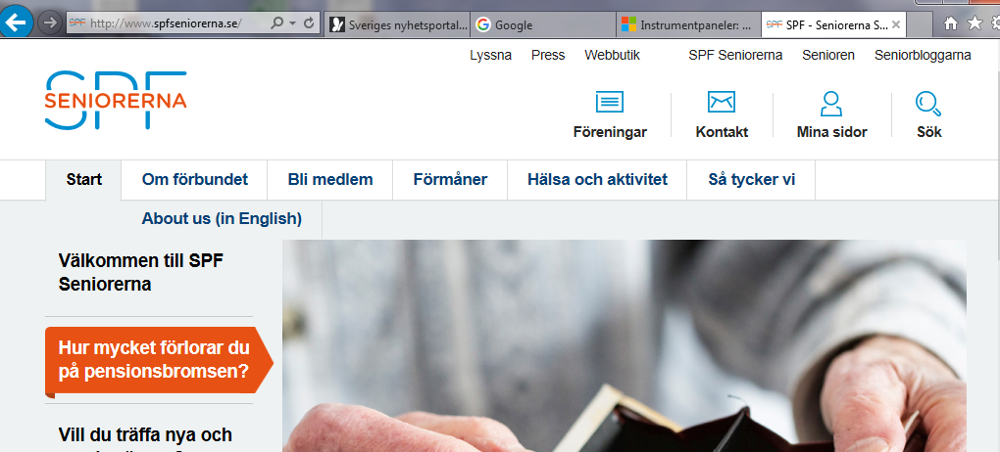 SPF http://www.spfseniorerna.se/
Sveriges nyhetsportal...
Google
Instrumentpaneler: ...
SPF - Seniorerna S...
Lyssna Press Webbutik SPF Seniorerna Senioren Seniorbloggarna
SPF
SENIORERNA
Föreningar Kontakt Mina sidor Sök
Start Om förbundet Bli medlem Förmåner Hälsa och aktivitet Så tycker vi
About us (in English)
Välkommen till SPF
Seniorerna
Hur mycket förlorar du
på pensionsbromsen?
Vill du träffa nya och